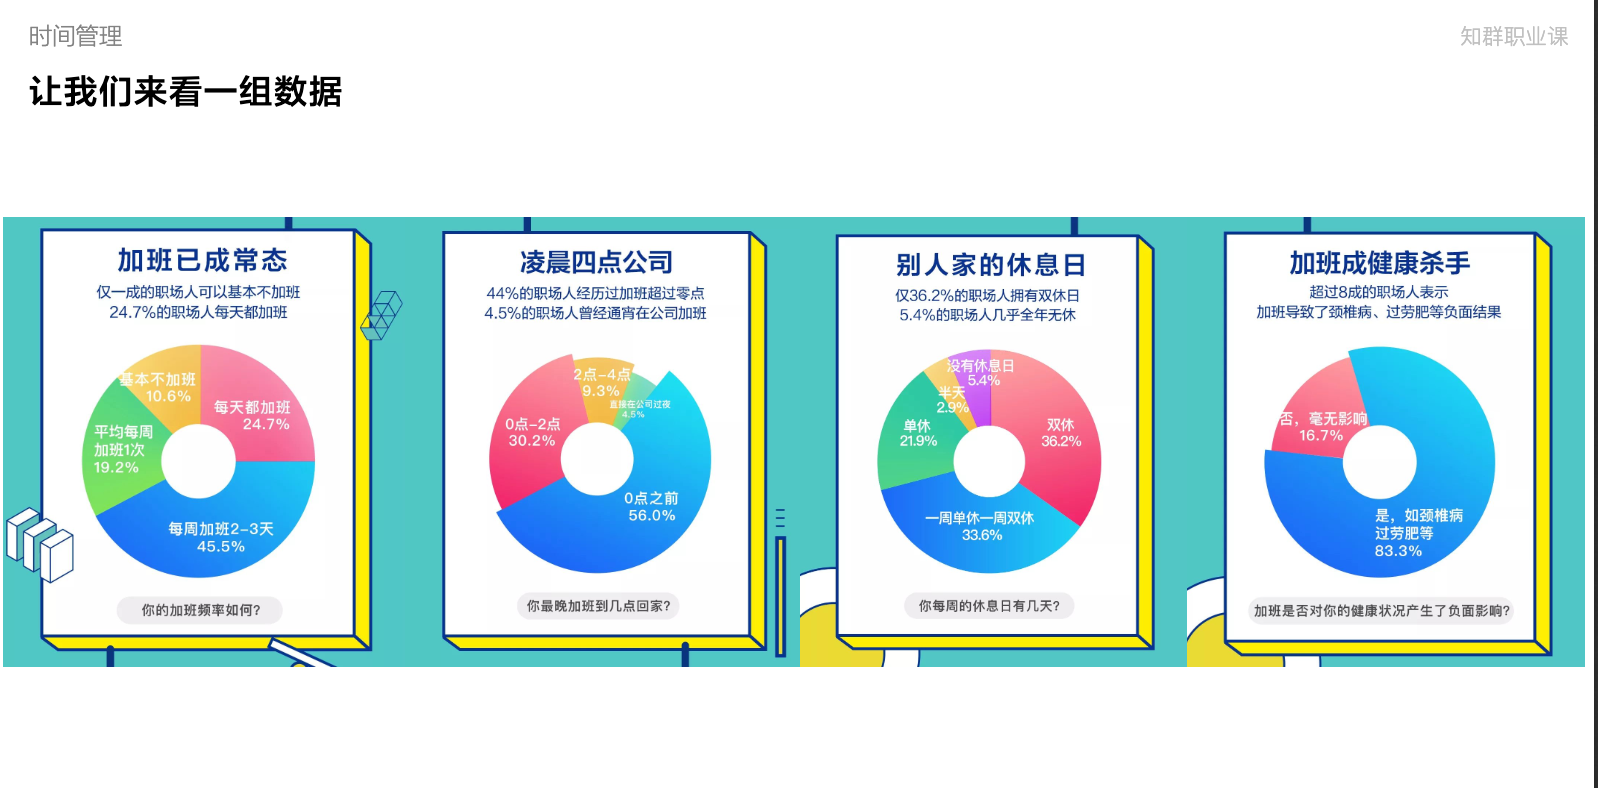 时间管理
知群职业课
让我们来看一组数据
加班已成常态
仅一成的职场人可以基本不加班
24.7%的职场人每天都加班
基本不加班
10.6%
每天都加班
24.7%
平均每周
加班1次
19.2%
每周加班2-3天
45.5%
你的加班频率如何?
凌晨四点公司
44%的职场人经历过加班超过零点
4.5%的职场人曾经通宵在公司加班
2点-4点
9.3%
直接在公司过夜
4.5%
0点-2点
30.2%
0点之前
56.0%
你最晚加班到几点回家?
别人家的休息日
仅36.2%的职场人拥有双休日
5.4%的职场人几乎全年无休
没有休息日
5.4%
半天
2.9%
单休
21.9%
双休
36.2%
一周单休一周双休
33.6%
你每周的休息日有几天?
加班成健康杀手
超过8成的职场人表示
加班导致了颈椎病、过劳肥等负面结果
否，毫无影响
16.7%
是，如颈椎病
过劳肥等
83.3%
加班是否对你的健康状况产生了负面影响?